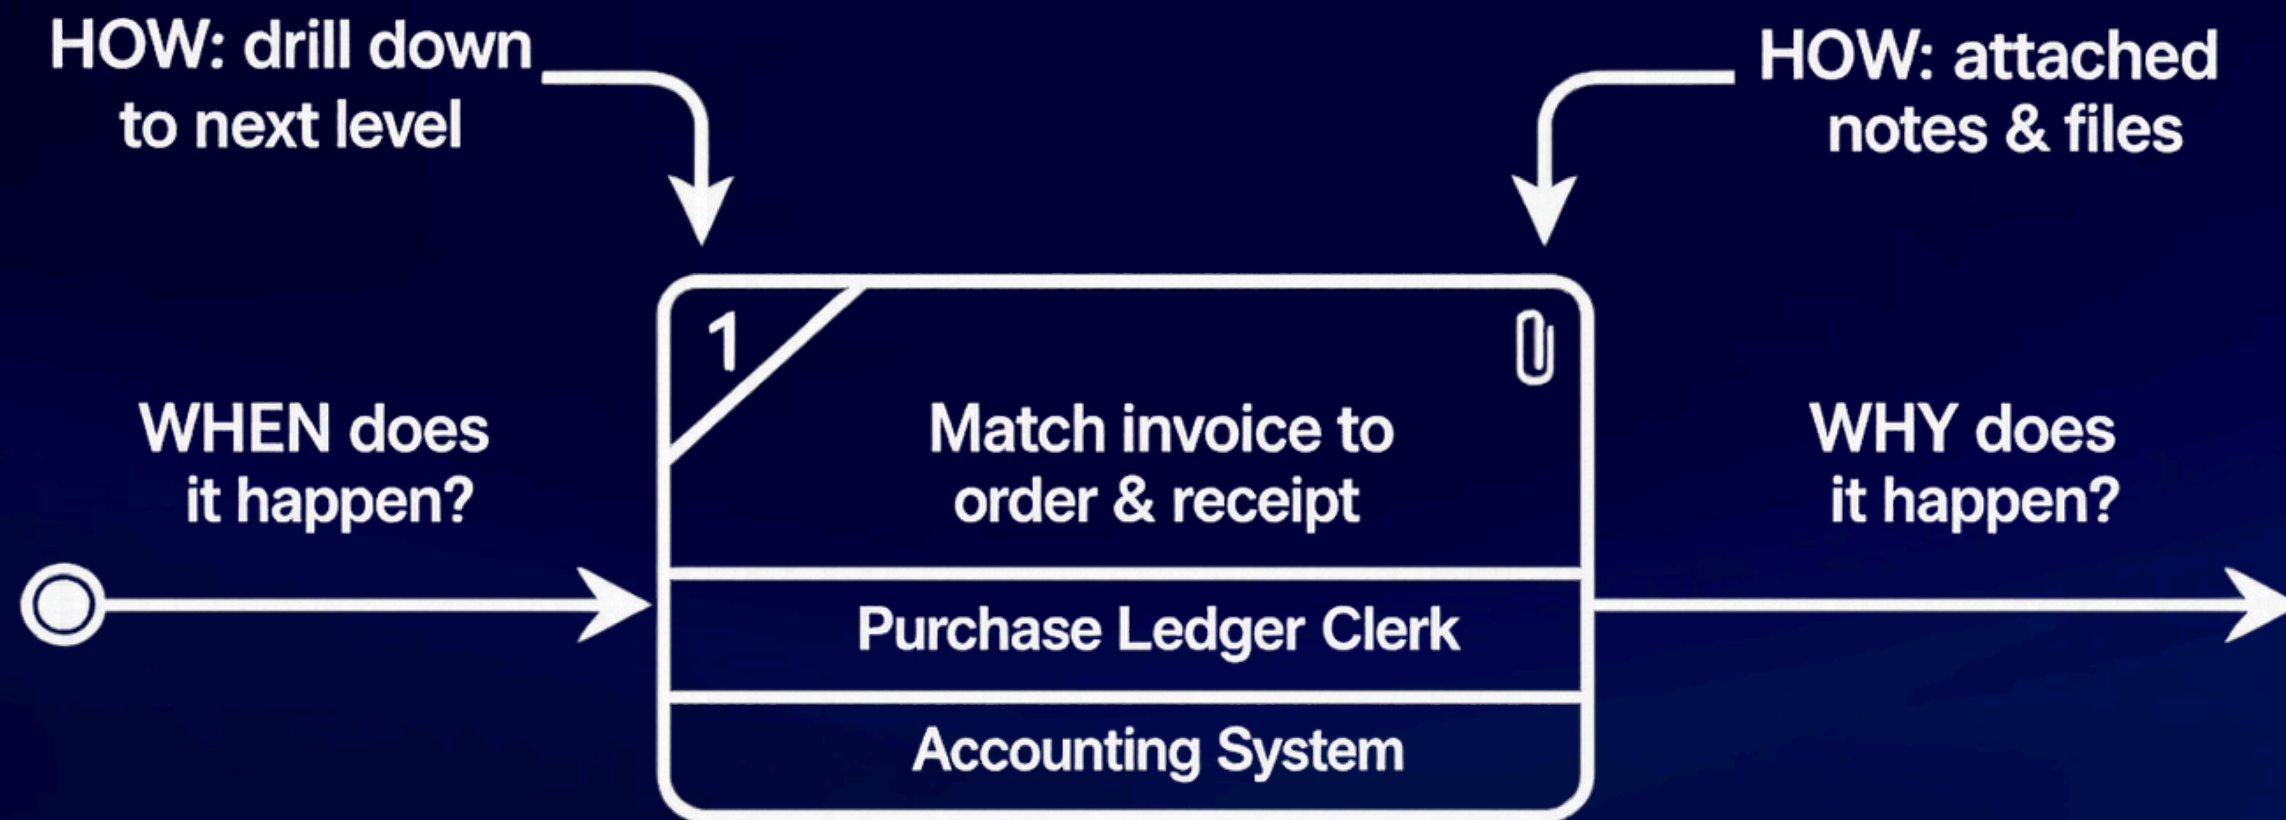 HOW: drill down
to next level
HOW: attached
notes & files
1
WHEN does
it happen?
Match invoice to
order & receipt
WHY does
it happen?
Purchase Ledger Clerk
Accounting System